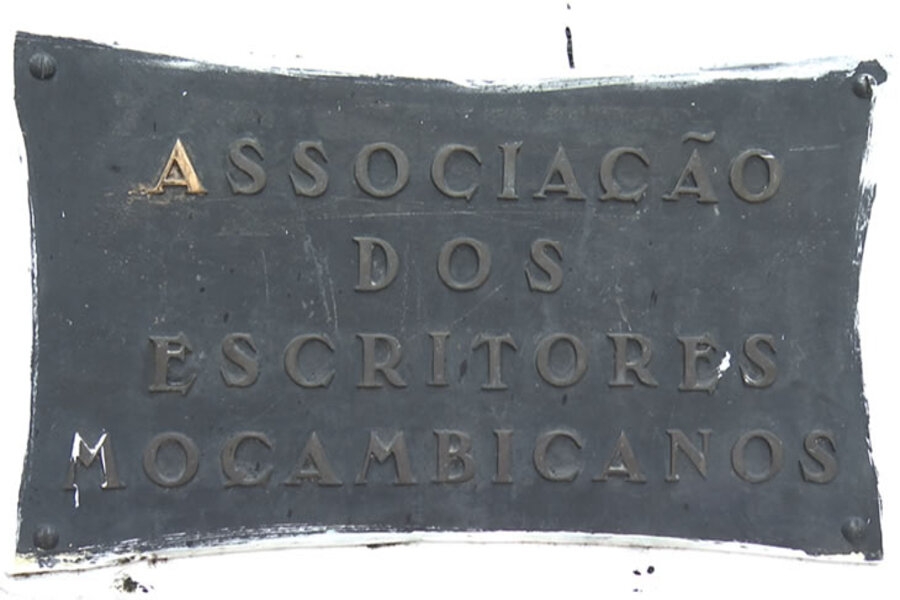 ASSOCIAÇÃO
DOS
ESCRITORES
MOÇAMBICANOS